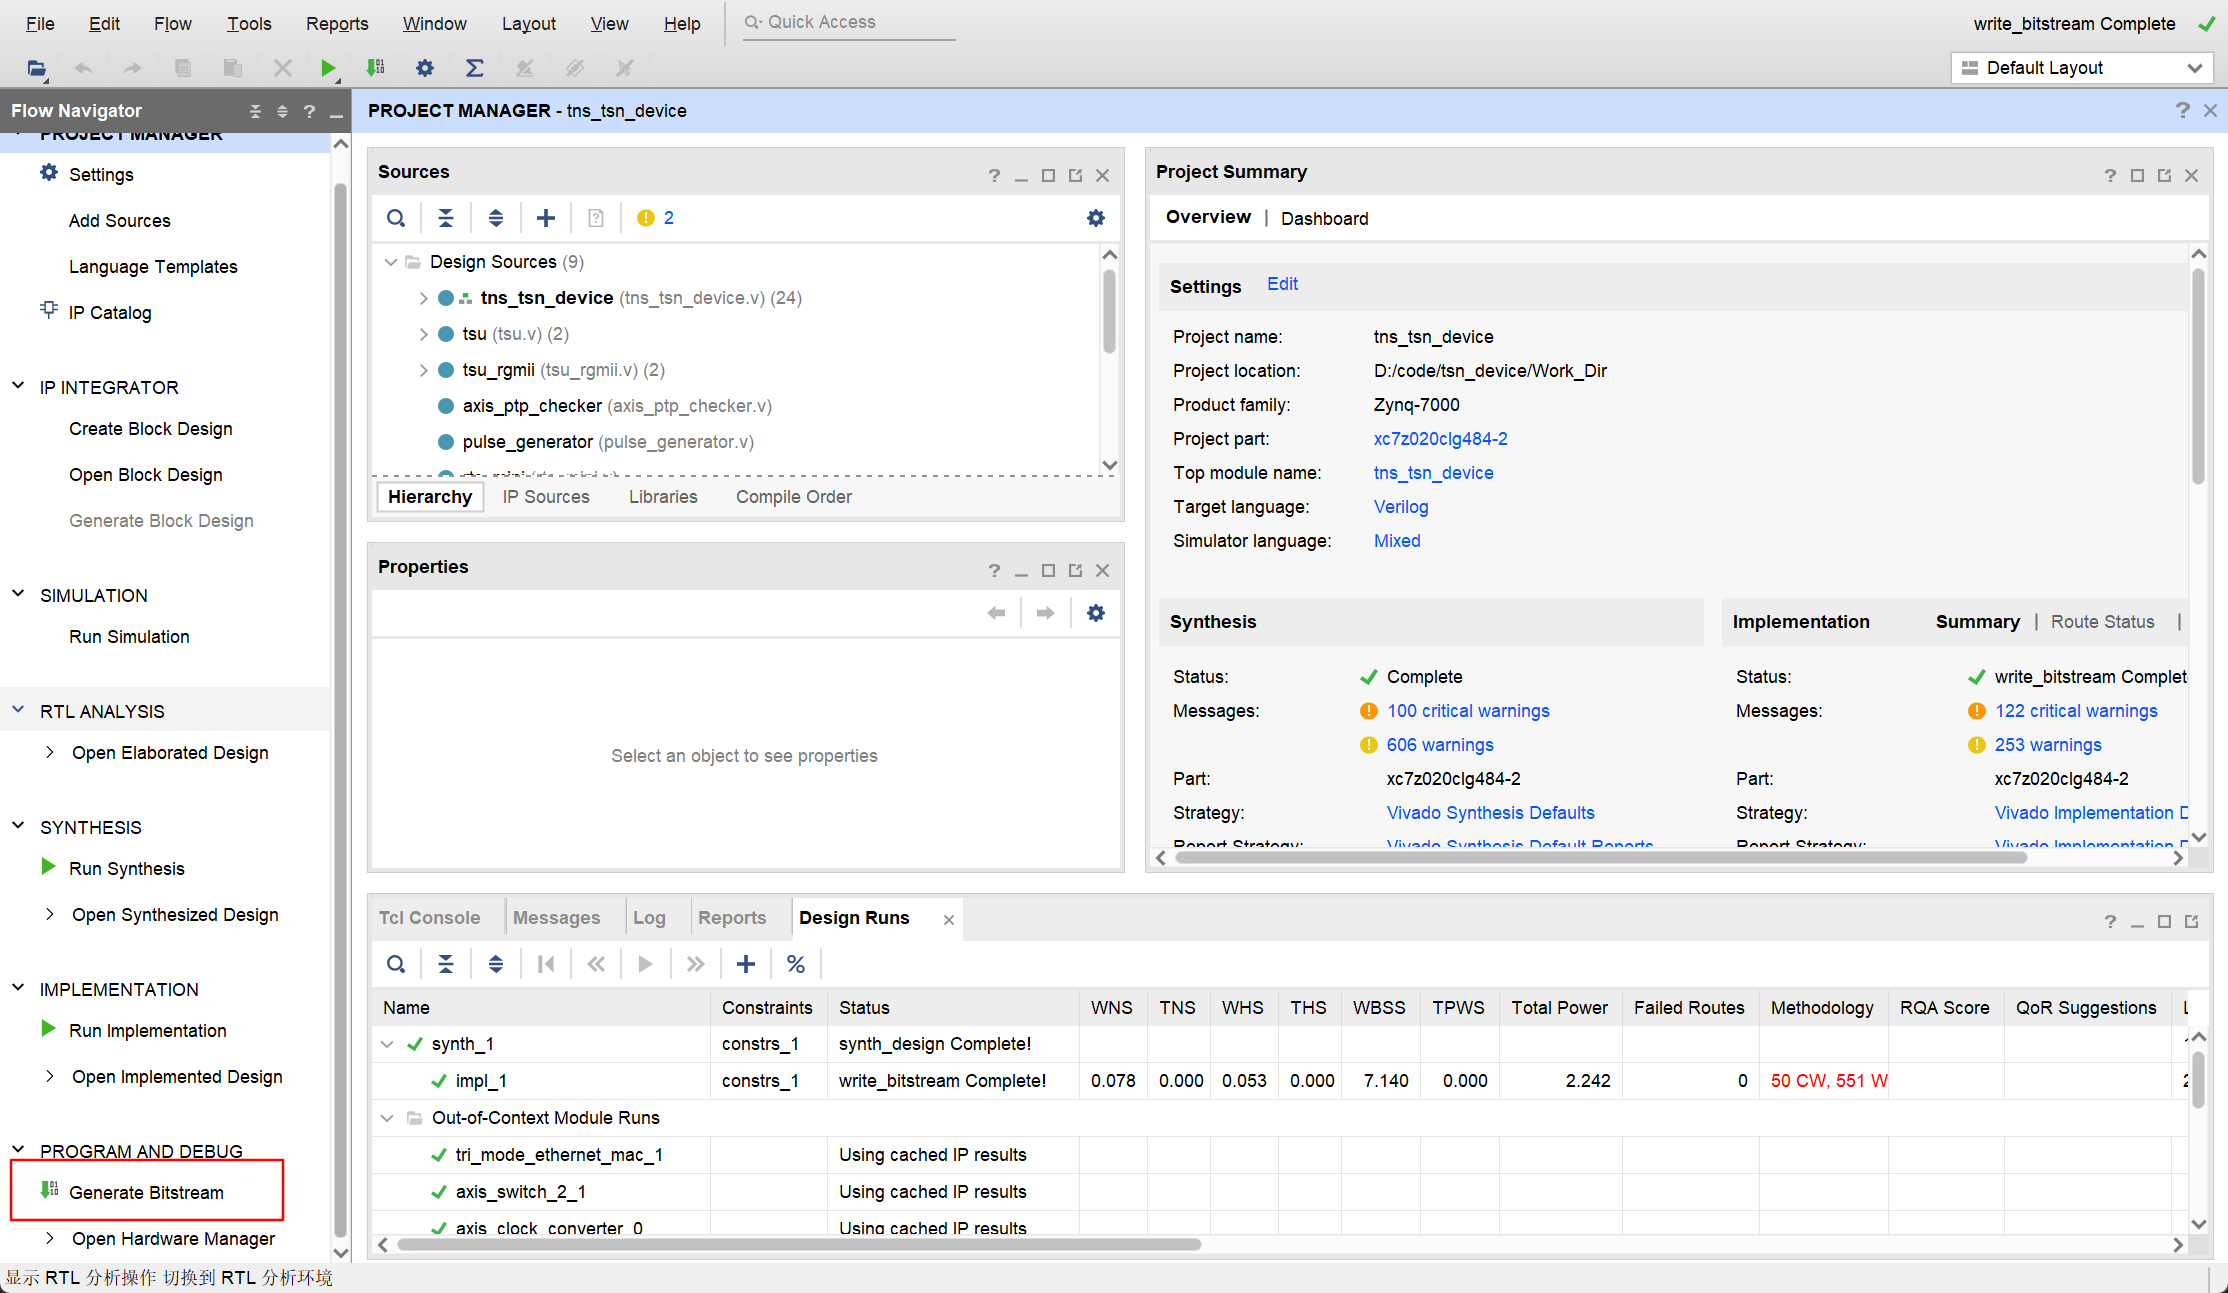 File Edit Flow Tools Reports Window Layout View Help Quick Access write_bitstream Complete
Default Layout
Flow Navigator
PROJECT MANAGER - tns_tsn_device
PROJECT MANAGER
Settings
Add Sources
Language Templates
IP Catalog
IP INTEGRATOR
Create Block Design
Open Block Design
Generate Block Design
SIMULATION
Run Simulation
RTL ANALYSIS
Open Elaborated Design
SYNTHESIS
Run Synthesis
Open Synthesized Design
IMPLEMENTATION
Run Implementation
Open Implemented Design
PROGRAM AND DEBUG
Generate Bitstream
Open Hardware Manager
Sources
2
Design Sources (9)
tns_tsn_device (tns_tsn_device.v) (24)
tsu (tsu.v) (2)
tsu_rgmii (tsu_rgmii.v) (2)
axis_ptp_checker (axis_ptp_checker.v)
pulse_generator (pulse_generator.v)
Hierarchy IP Sources Libraries Compile Order
Properties
Select an object to see properties
Project Summary
Overview | Dashboard
Settings Edit
Project name: tns_tsn_device
Project location: D:/code/tsn_device/Work_Dir
Product family: Zynq-7000
Project part: xc7z020clg484-2
Top module name: tns_tsn_device
Target language: Verilog
Simulator language: Mixed
Synthesis
Status: Complete
Messages: 100 critical warnings
606 warnings
Part: xc7z020clg484-2
Strategy: Vivado Synthesis Defaults
Report Strategy: Vivado Synthesis Default Reports
Implementation Summary | Route Status |
Status: write_bitstream Complet
Messages: 122 critical warnings
253 warnings
Part: xc7z020clg484-2
Strategy: Vivado Implementation D
Report Strategy: Vivado Implementation
Tcl Console Messages Log Reports Design Runs
Name Constraints Status WNS TNS WHS THS WBSS TPWS Total Power Failed Routes Methodology RQA Score QoR Suggestions
synth_1 constrs_1 synth_design Complete!
impl_1 constrs_1 write_bitstream Complete! 0.078 0.000 0.053 0.000 7.140 0.000 2.242 0 50 CW, 551 W
Out-of-Context Module Runs
tri_mode_ethernet_mac_1 Using cached IP results
axis_switch_2_1 Using cached IP results
axis_clock_converter_0 Using cached IP results
显示 RTL 分析操作 切换到 RTL 分析环境